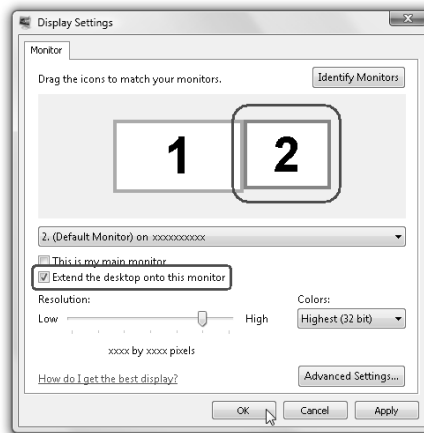 Display Settings
Monitor
Drag the icons to match your monitors.
Identify Monitors
1
2
2. (Default Monitor) on xxxxxxxxxx
This is my main monitor
Extend the desktop onto this monitor
Resolution:
Low
High
xxxx by xxxx pixels
Colors:
Highest (32 bit)
How do I get the best display?
Advanced Settings...
OK
Cancel
Apply